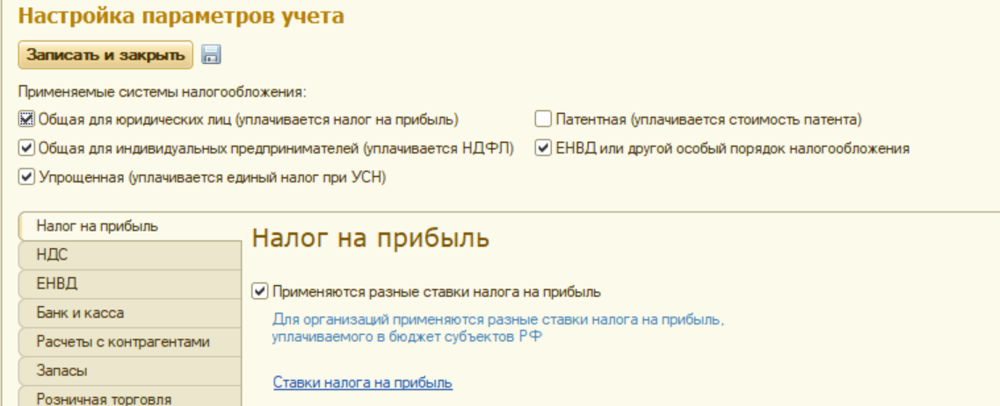 Настройка параметров учета
Записать и закрыть
Применяемые системы налогообложения:
Общая для юридических лиц (уплачивается налог на прибыль)
Патентная (уплачивается стоимость патента)
Общая для индивидуальных предпринимателей (уплачивается НДФЛ)
ЕНВД или другой особый порядок налогообложения
Упрощенная (уплачивается единый налог при УСН)
Налог на прибыль
НДС
ЕНВД
Банк и касса
Расчеты с контрагентами
Запасы
Розничная торговля
Налог на прибыль
Применяются разные ставки налога на прибыль
Для организаций применяются разные ставки налога на прибыль,
уплачиваемого в бюджет субъектов РФ
Ставки налога на прибыль